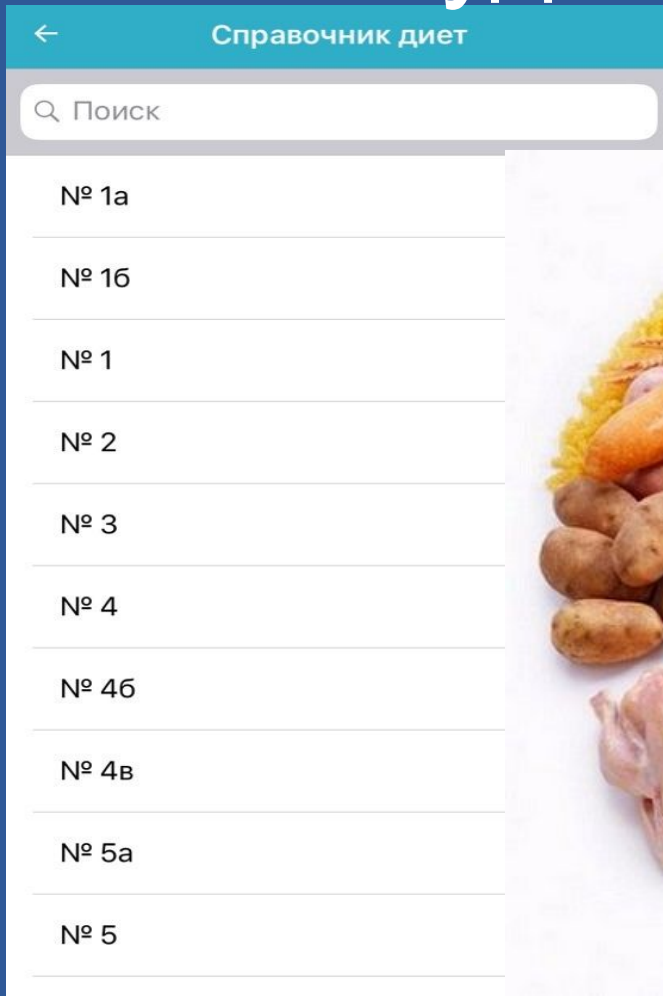 Справочник диет
Поиск
№ 1а
№ 1б
№ 1
№ 2
№ 3
№ 4
№ 4б
№ 4в
№ 5а
№ 5